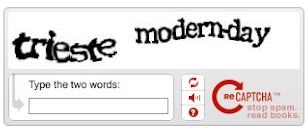 trieste modern-day
Type the two words:
reCAPTCHA™
stop spam.
read books.